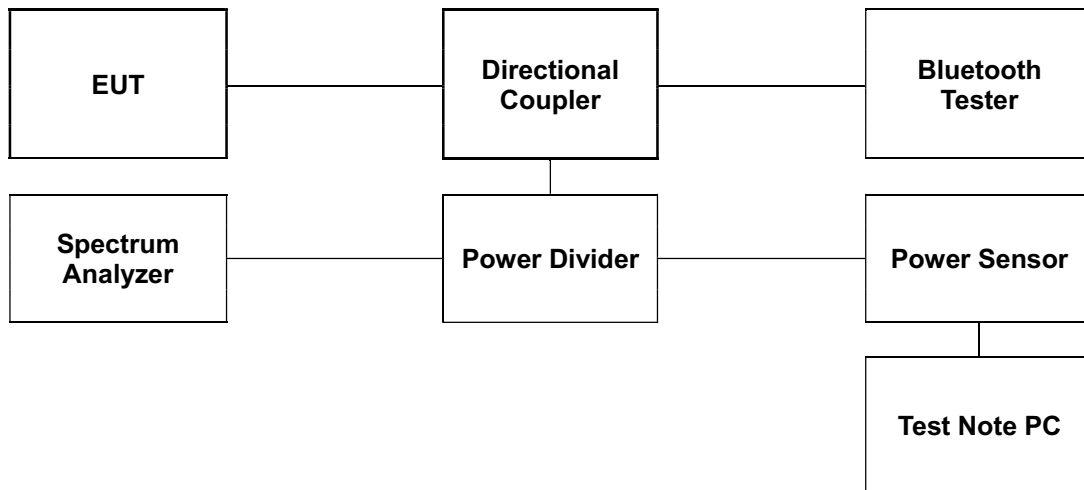 EUT
Directional
Coupler
Bluetooth
Tester
Spectrum
Analyzer
Power Divider
Power Sensor
Test Note PC